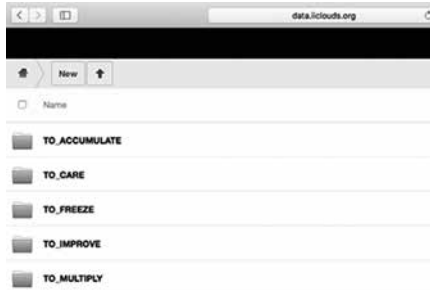 data.iiclouds.org
New
Name
TO_ACCUMULATE
TO_CARE
TO_FREEZE
TO_IMPROVE
TO_MULTIPLY